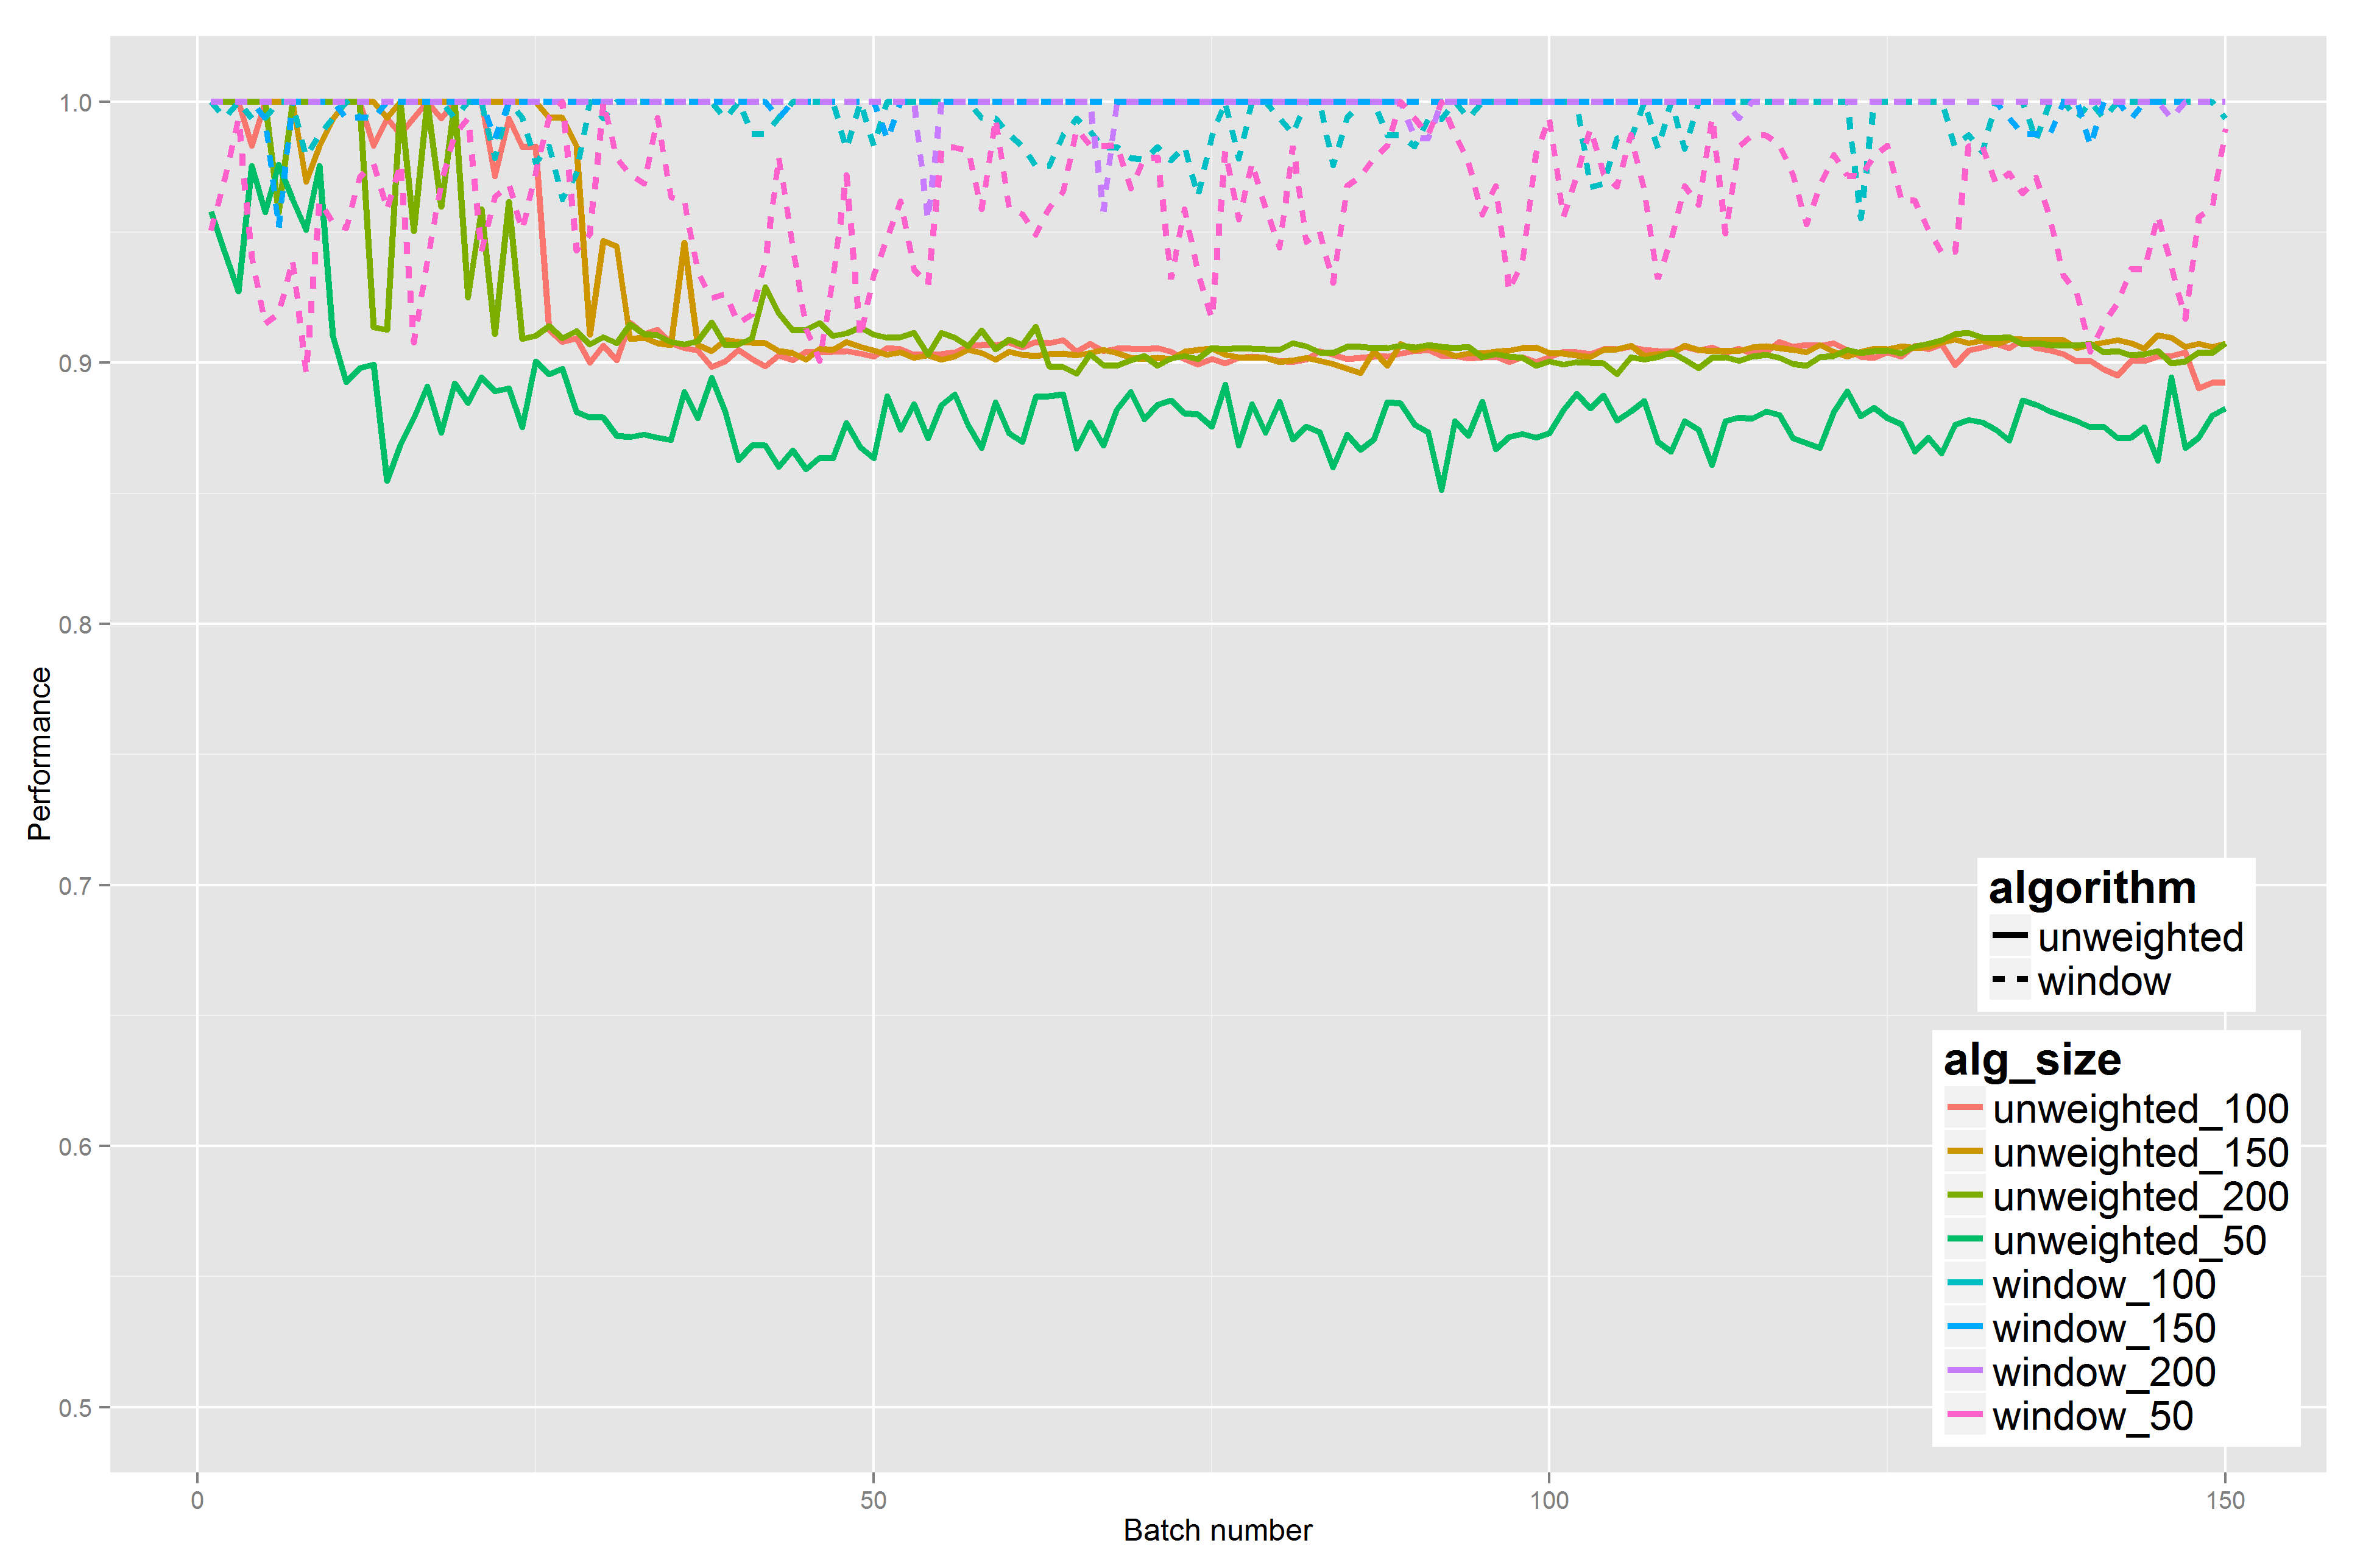 1.0
0.9
0.8
0.7
0.6
0.5
Performance
0
50
100
150
Batch number
algorithm
unweighted
window
alg_size
unweighted_100
unweighted_150
unweighted_200
unweighted_50
window_100
window_150
window_200
window_50